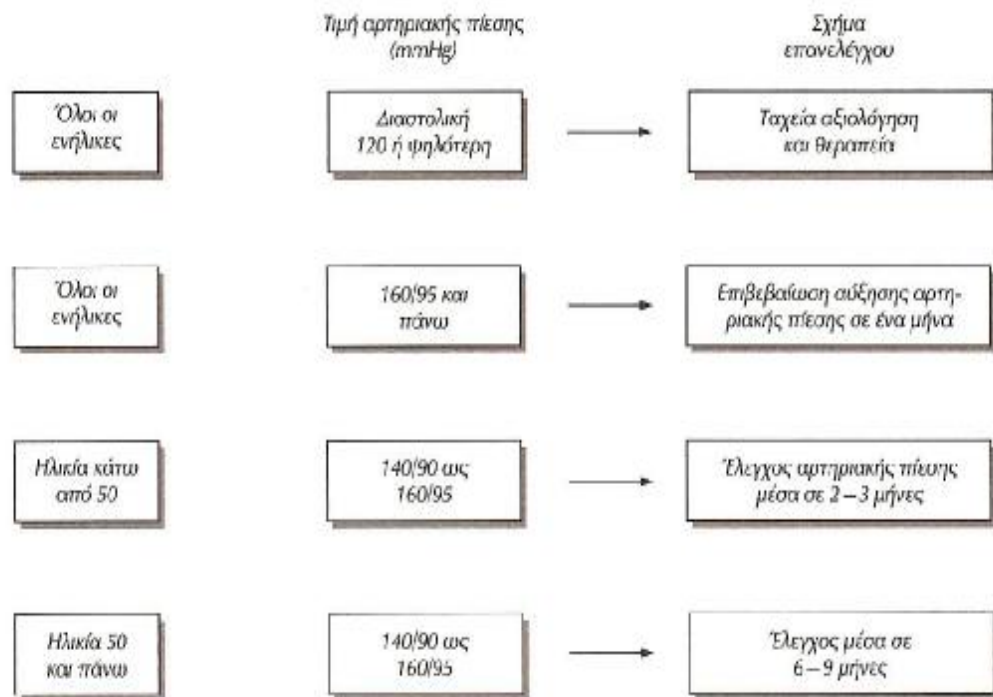 Τιμή αρτηριακής πίεσης
(mmHg)
Σχήμα
επονελέγχου
Όλοι οι
ενήλικες
Διαστολική
120 ή ψηλότερη
Ταχεία αξιολόγηση
και θεραπεία
Όλοι οι
ενήλικες
160/95 και
πάνω
Επιβεβαίωση αύξησης αρτη-
ριακής πίεσης σε ένα μήνα
Ηλικία κάτω
από 50
140/90 ως
160/95
Έλεγχος αρτηριακής πίεσης
μέσα σε 2–3 μήνες
Ηλικία 50
και πάνω
140/90 ως
160/95
Έλεγχος μέσα σε
6–9 μήνες